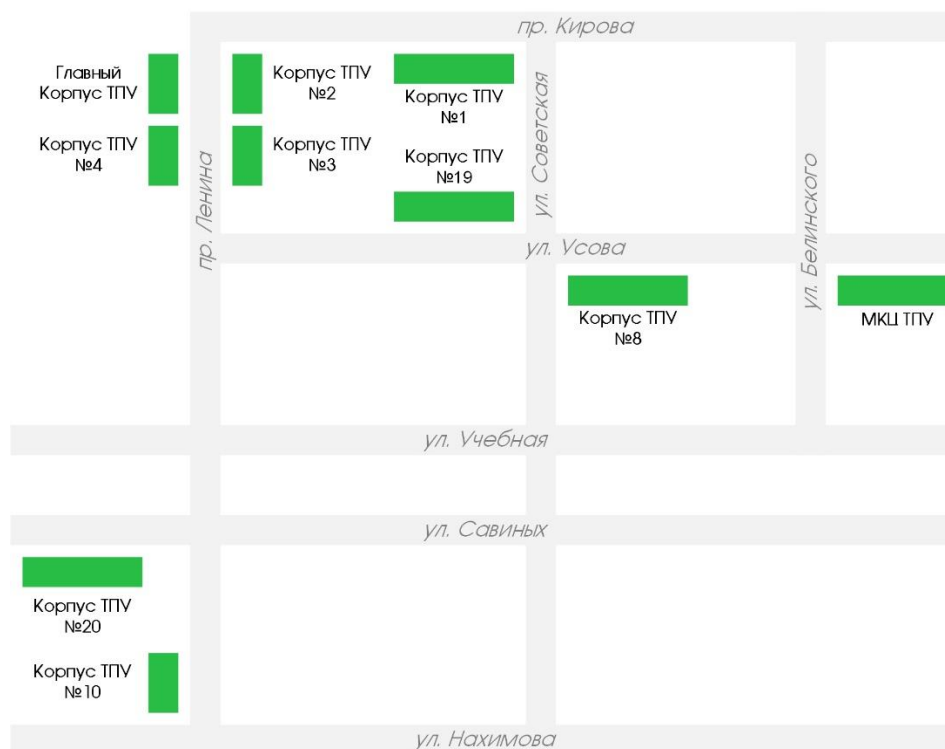 пр. Кирова
Главный
Корпус ТПУ
Корпус ТПУ
№2
Корпус ТПУ
№1
Корпус ТПУ
№4
Корпус ТПУ
№3
Корпус ТПУ
№19
пр. Ленина
ул. Советская
ул. Белинского
ул. Усова
Корпус ТПУ
№8
МКЦ ТПУ
ул. Учебная
ул. Савиных
Корпус ТПУ
№20
Корпус ТПУ
№10
ул. Нахимова